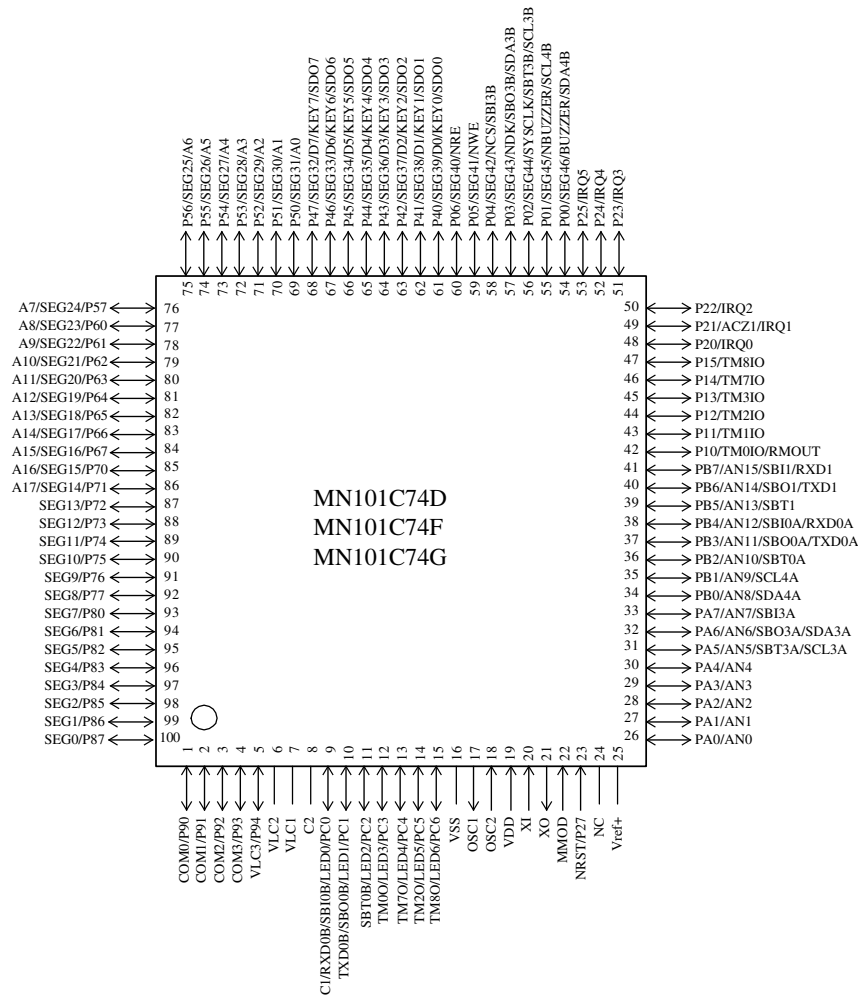 P56/SEG25/A6
P55/SEG26/A5
P54/SEG27/A4
P53/SEG28/A3
P52/SEG29/A2
P51/SEG30/A1
P50/SEG31/A0
P47/SEG32/D7/KEY7/SDO7
P46/SEG33/D6/KEY6/SDO6
P45/SEG34/D5/KEY5/SDO5
P44/SEG35/D4/KEY4/SDO4
P43/SEG36/D3/KEY3/SDO3
P42/SEG37/D2/KEY2/SDO2
P41/SEG38/D1/KEY1/SDO1
P40/SEG39/D0/KEY0/SDO0
P06/SEG40/NRE
P05/SEG41/NWE
P04/SEG42/NCS/SBI3B
P03/SEG43/NDK/SBO3B/SDA3B
P02/SEG44/SYSCLK/SBT3B/SCL3B
P01/SEG45/NBUZZER/SCL4B
P00/SEG46/BUZZER/SDA4B
P25/IRQ5
P24/IRQ4
P23/IRQ3
75 74 73 72 71 70 69 68 67 66 65 64 63 62 61 60 59 58 57 56 55 54 53 52 51
A7/SEG24/P57 76
A8/SEG23/P60 77
A9/SEG22/P61 78
A10/SEG21/P62 79
A11/SEG20/P63 80
A12/SEG19/P64 81
A13/SEG18/P65 82
A14/SEG17/P66 83
A15/SEG16/P67 84
A16/SEG15/P70 85
A17/SEG14/P71 86
SEG13/P72 87
SEG12/P73 88
SEG11/P74 89
SEG10/P75 90
SEG9/P76 91
SEG8/P77 92
SEG7/P80 93
SEG6/P81 94
SEG5/P82 95
SEG4/P83 96
SEG3/P84 97
SEG2/P85 98
SEG1/P86 99
SEG0/P87 100
MN101C74D
MN101C74F
MN101C74G
50 P22/IRQ2
49 P21/ACZ1/IRQ1
48 P20/IRQ0
47 P15/TM8IO
46 P14/TM7IO
45 P13/TM3IO
44 P12/TM2IO
43 P11/TM1IO
42 P10/TM0IO/RMOUT
41 PB7/AN15/SBI1/RXD1
40 PB6/AN14/SBO1/TXD1
39 PB5/AN13/SBT1
38 PB4/AN12/SBI0A/RXD0A
37 PB3/AN11/SBO0A/TXD0A
36 PB2/AN10/SBT0A
35 PB1/AN9/SCL4A
34 PB0/AN8/SDA4A
33 PA7/AN7/SBI3A
32 PA6/AN6/SBO3A/SDA3A
31 PA5/AN5/SBT3A/SCL3A
30 PA4/AN4
29 PA3/AN3
28 PA2/AN2
27 PA1/AN1
26 PA0/AN0
1 2 3 4 5 6 7 8 9 10 11 12 13 14 15 16 17 18 19 20 21 22 23 24 25
COM0/P90
COM1/P91
COM2/P92
COM3/P93
VLC3/P94
VLC2
VLC1
C2
C1/RXD0B/SBI0B/LED0/PC0
TXD0B/SBO0B/LED1/PC1
SBT0B/LED2/PC2
TM0O/LED3/PC3
TM7O/LED4/PC4
TM2O/LED5/PC5
TM8O/LED6/PC6
VSS
OSC1
OSC2
VDD
XI
XO
MMOD
NRST/P27
NC
Vref+